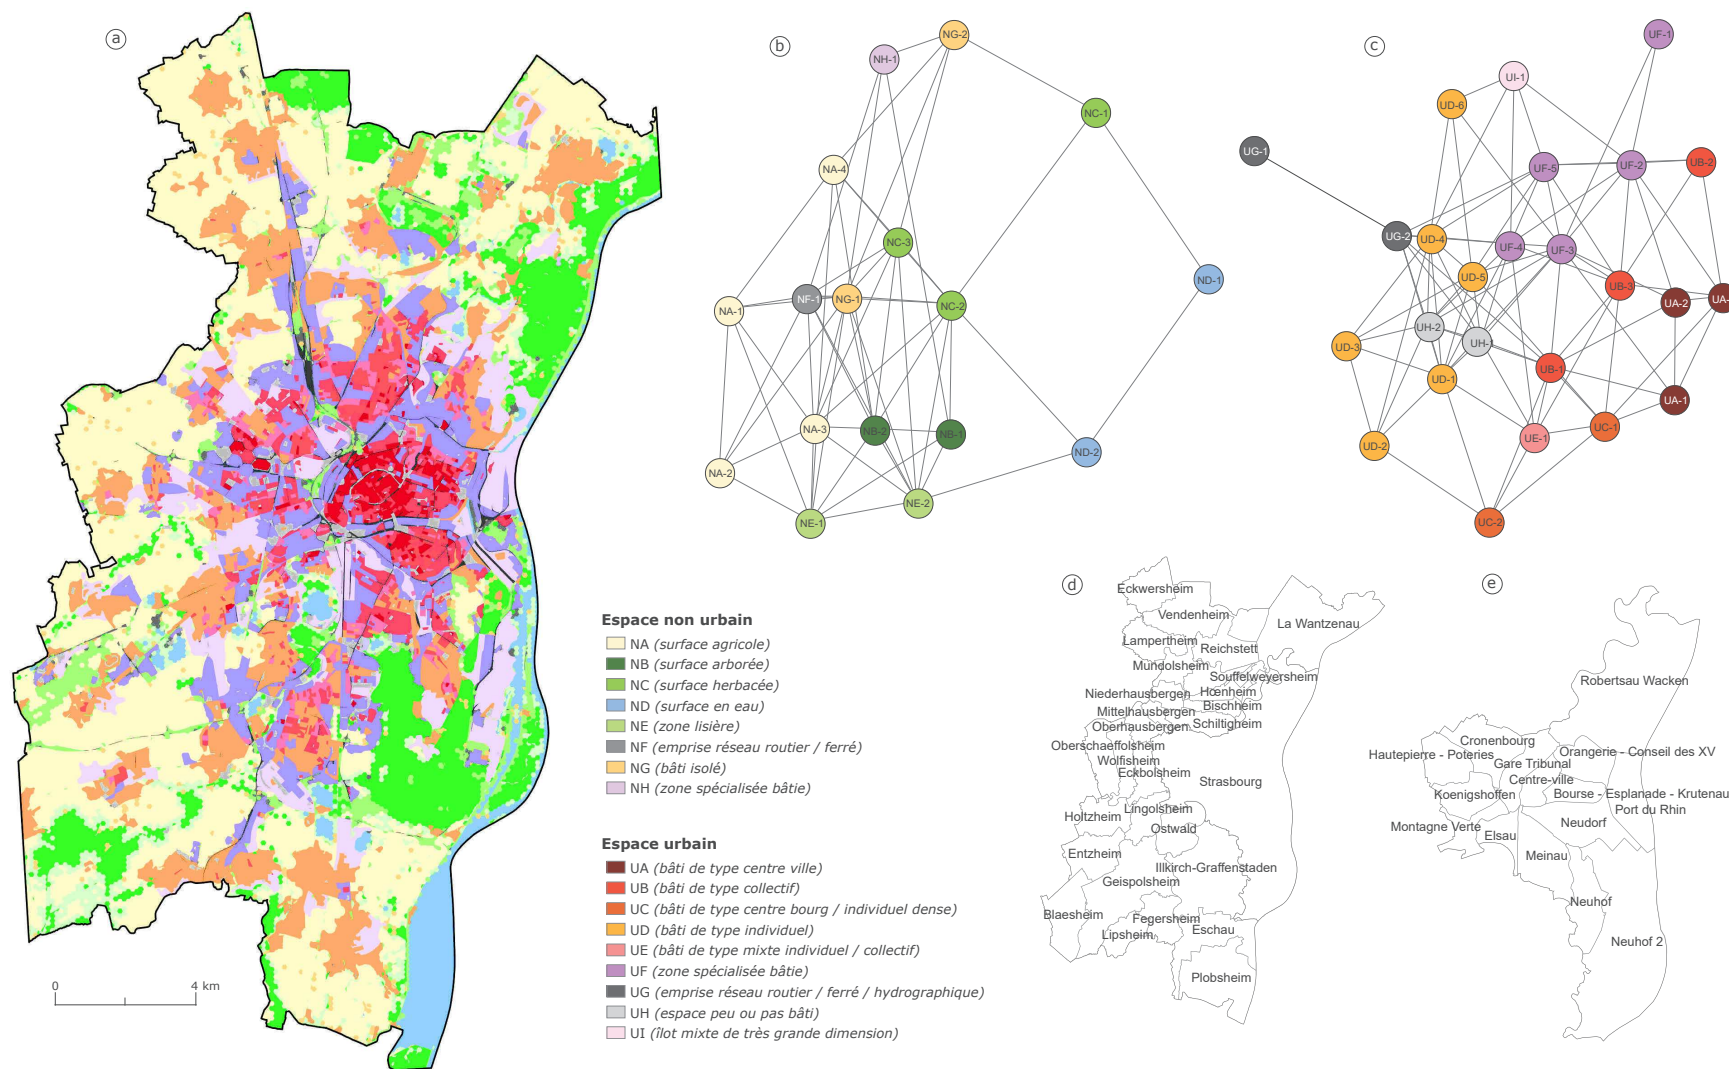 a
b
c
d
e
NG-2
NH-1
NC-1
NA-4
NC-3
ND-1
NF-1
NG-1
NC-2
NA-1
NA-3
NB-2
NB-1
ND-2
NA-2
NE-2
NE-1
UF-1
UI-1
UD-6
UG-1
UF-5
UF-2
UB-2
UG-2
UD-4
UF-4
UF-3
UD-5
UB-3
UA-2
UA-
UH-2
UH-1
UD-3
UB-1
UD-1
UA-1
UC-1
UE-1
UD-2
UC-2
0
4 km
Espace non urbain
NA (surface agricole)
NB (surface arborée)
NC (surface herbacée)
ND (surface en eau)
NE (zone lisière)
NF (emprise réseau routier / ferré)
NG (bâti isolé)
NH (zone spécialisée bâtie)
Espace urbain
UA (bâti de type centre ville)
UB (bâti de type collectif)
UC (bâti de type centre bourg / individuel dense)
UD (bâti de type individuel)
UE (bâti de type mixte individuel / collectif)
UF (zone spécialisée bâtie)
UG (emprise réseau routier / ferré / hydrographique)
UH (espace peu ou pas bâti)
UI (îlot mixte de très grande dimension)
Eckwersheim
Vendenheim
La Wantzenau
Lampertheim
Reichstett
Mundolsheim
Souffelweyersheim
Niederhausbergen
Hœnheim
Bischheim
Mittelhausbergen
Schiltigheim
Oberhausbergen
Oberschaeffolsheim
Wolfisheim
Eckbolsheim
Strasbourg
Lingolsheim
Holtzheim
Ostwald
Entzheim
Illkirch-Graffenstaden
Geispolsheim
Blaesheim
Fegersheim
Eschau
Lipsheim
Plobsheim
Robertsau Wacken
Cronenbourg
Hautepierre - Poteries
Orangerie - Conseil des XV
Gare Tribunal
Centre-ville
Koenigshoffen
Bourse - Esplanade - Krutenau
Port du Rhin
Montagne Verte
Elsau
Neudorf
Meinau
Neuhof
Neuhof 2